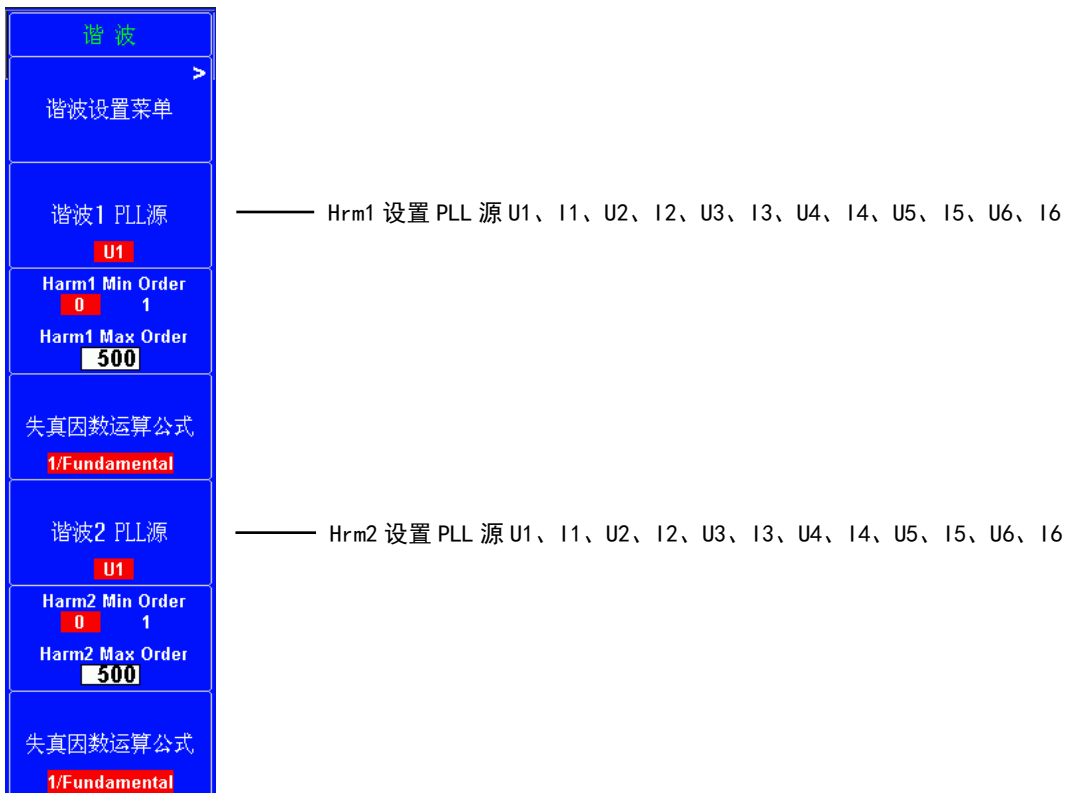 谐 波
>
谐波设置菜单
谐波1 PLL源
U1
Hrm1 设置 PLL 源 U1、I1、U2、I2、U3、I3、U4、I4、U5、I5、U6、I6
Harm1 Min Order
0 1
Harm1 Max Order
500
失真因数运算公式
1/Fundamental
谐波2 PLL源
U1
Hrm2 设置 PLL 源 U1、I1、U2、I2、U3、I3、U4、I4、U5、I5、U6、I6
Harm2 Min Order
0 1
Harm2 Max Order
500
失真因数运算公式
1/Fundamental